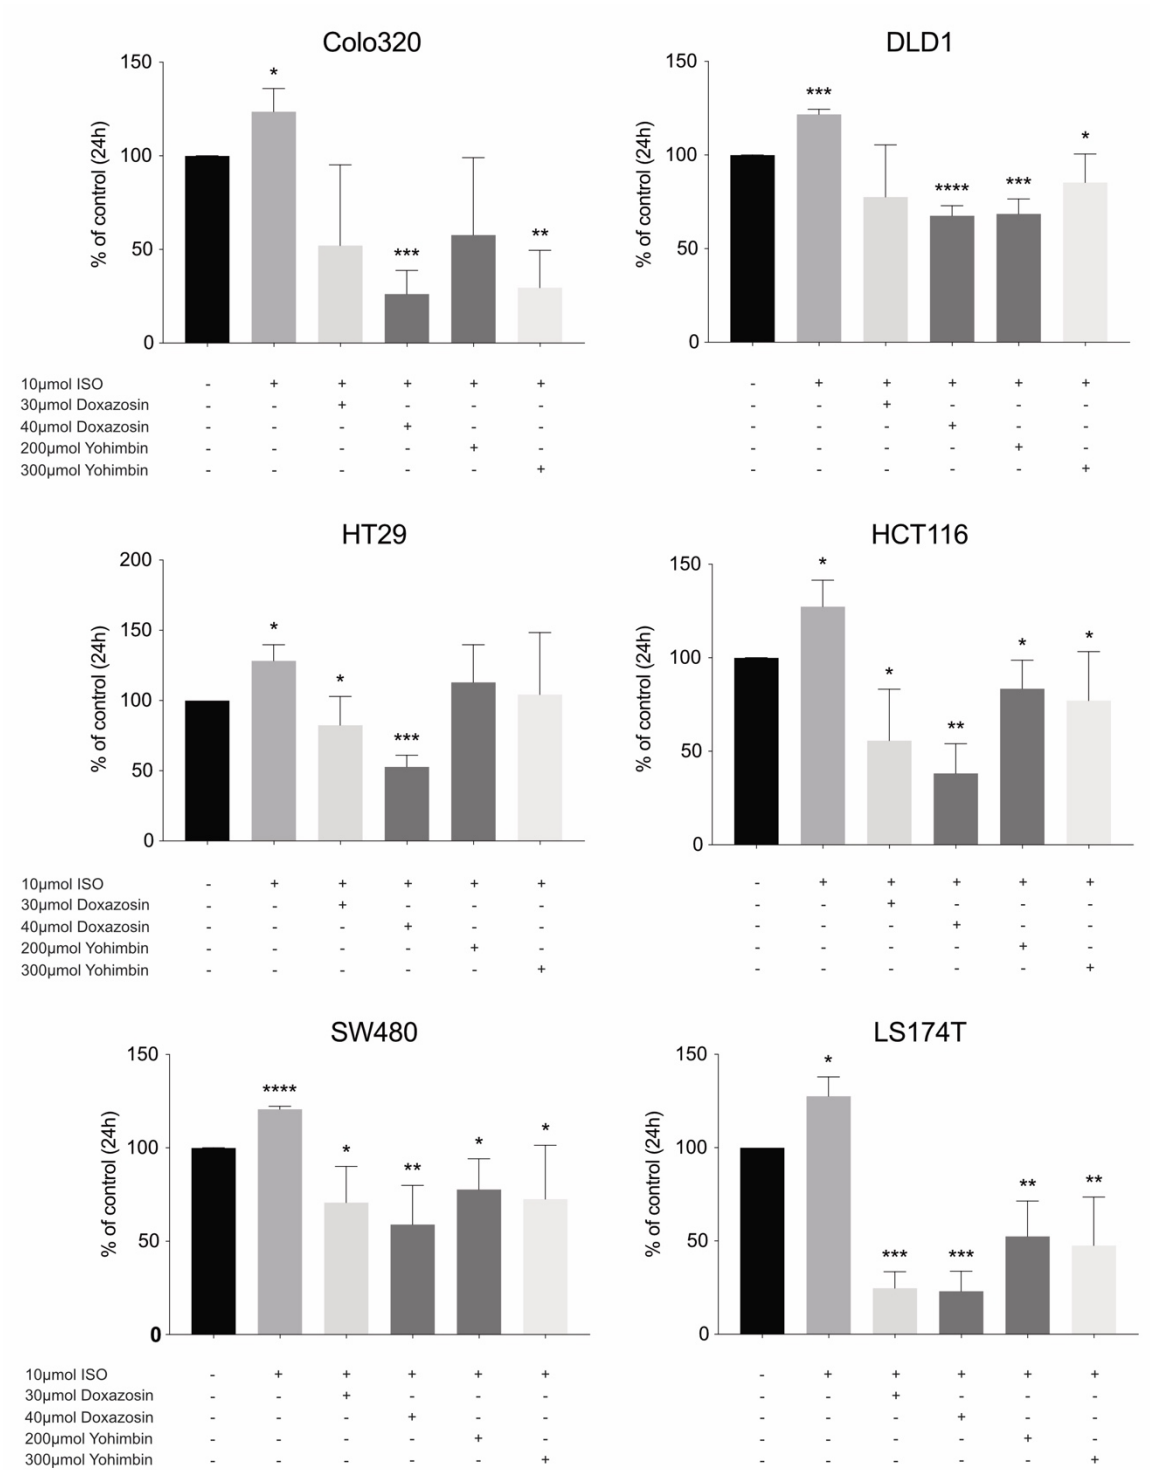 Colo320
DLD1
150
100
50
0
% of control (24h)
*
***
**
150
100
50
0
% of control (24h)
***
****
***
*
10µmol ISO - + + + + + - + + + + +
30µmol Doxazosin - - + - - - - - + - - -
40µmol Doxazosin - - - + - - - - - + - -
200µmol Yohimbin - - - - + - - - - - + -
300µmol Yohimbin - - - - - + - - - - - +
HT29
HCT116
200
150
100
50
0
% of control (24h)
*
*
***
150
100
50
0
% of control (24h)
*
*
**
*
*
10µmol ISO - + + + + + - + + + + +
30µmol Doxazosin - - + - - - - - + - - -
40µmol Doxazosin - - - + - - - - - + - -
200µmol Yohimbin - - - - + - - - - - + -
300µmol Yohimbin - - - - - + - - - - - +
SW480
LS174T
150
100
50
0
% of control (24h)
****
*
**
*
*
150
100
50
0
% of control (24h)
*
***
***
**
**
10µmol ISO - + + + + + - + + + + +
30µmol Doxazosin - - + - - - - - + - - -
40µmol Doxazosin - - - + - - - - - + - -
200µmol Yohimbin - - - - + - - - - - + -
300µmol Yohimbin - - - - - + - - - - - +